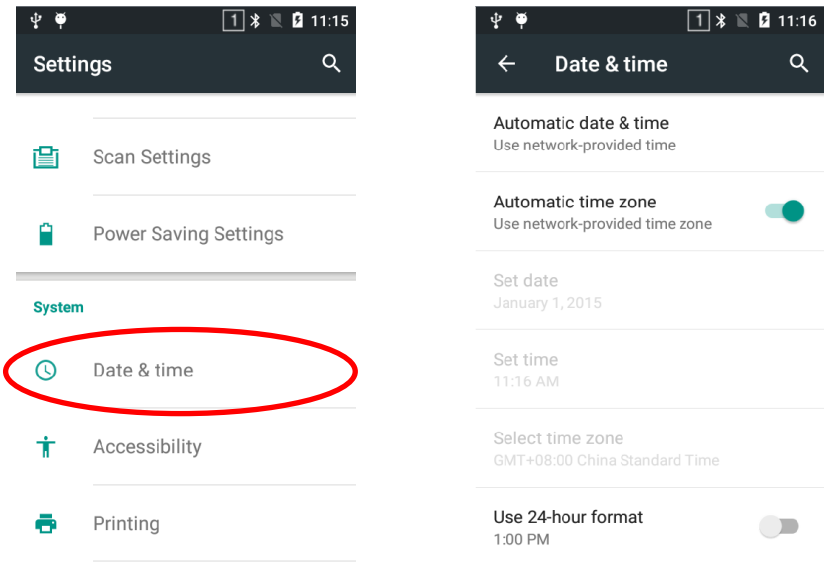 1 11:15
Settings
Scan Settings
Power Saving Settings
System
Date & time
Accessibility
Printing
1 11:16
Date & time
Automatic date & time
Use network-provided time
Automatic time zone
Use network-provided time zone
Set date
January 1, 2015
Set time
11:16 AM
Select time zone
GMT+08:00 China Standard Time
Use 24-hour format
1:00 PM